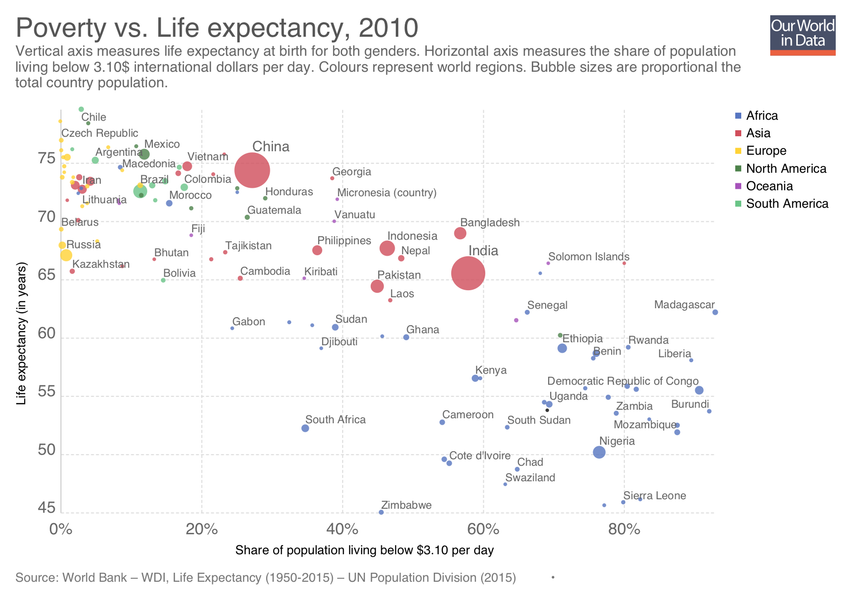 Poverty vs. Life expectancy, 2010
Our World
in Data
Vertical axis measures life expectancy at birth for both genders. Horizontal axis measures the share of population
living below 3.10$ international dollars per day. Colours represent world regions. Bubble sizes are proportional the
total country population.
Life expectancy (in years)
75
70
65
60
55
50
45
0%
20%
40%
60%
80%
Share of population living below $3.10 per day
Chile
Czech Republic
Argentina
Mexico
Macedonia
Vietnam
China
Iran
Brazil
Colombia
Georgia
Lithuania
Morocco
Honduras
Micronesia (country)
Guatemala
Vanuatu
Belarus
Fiji
Bangladesh
Russia
Tajikistan
Philippines
Indonesia
Nepal
India
Solomon Islands
Bhutan
Kazakhstan
Bolivia
Cambodia
Kiribati
Pakistan
Laos
Senegal
Madagascar
Gabon
Sudan
Djibouti
Ghana
Ethiopia
Benin
Rwanda
Liberia
Kenya
Democratic Republic of Congo
Uganda
Zambia
Burundi
South Africa
Cameroon
South Sudan
Mozambique
Nigeria
Cote d'Ivoire
Chad
Swaziland
Sierra Leone
Zimbabwe
Africa
Asia
Europe
North America
Oceania
South America
Source: World Bank – WDI, Life Expectancy (1950-2015) – UN Population Division (2015)